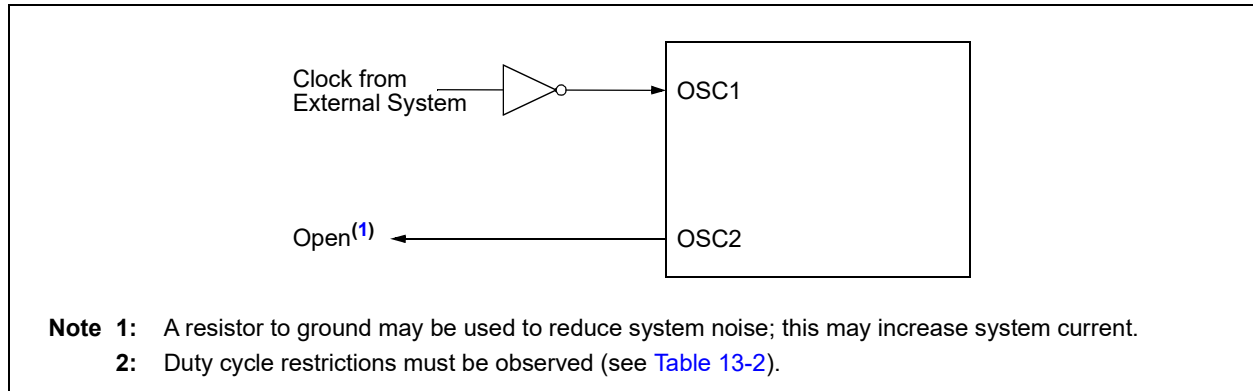 Clock from
External System
OSC1
Open(1)
OSC2
Note 1: A resistor to ground may be used to reduce system noise; this may increase system current.
2: Duty cycle restrictions must be observed (see Table 13-2).